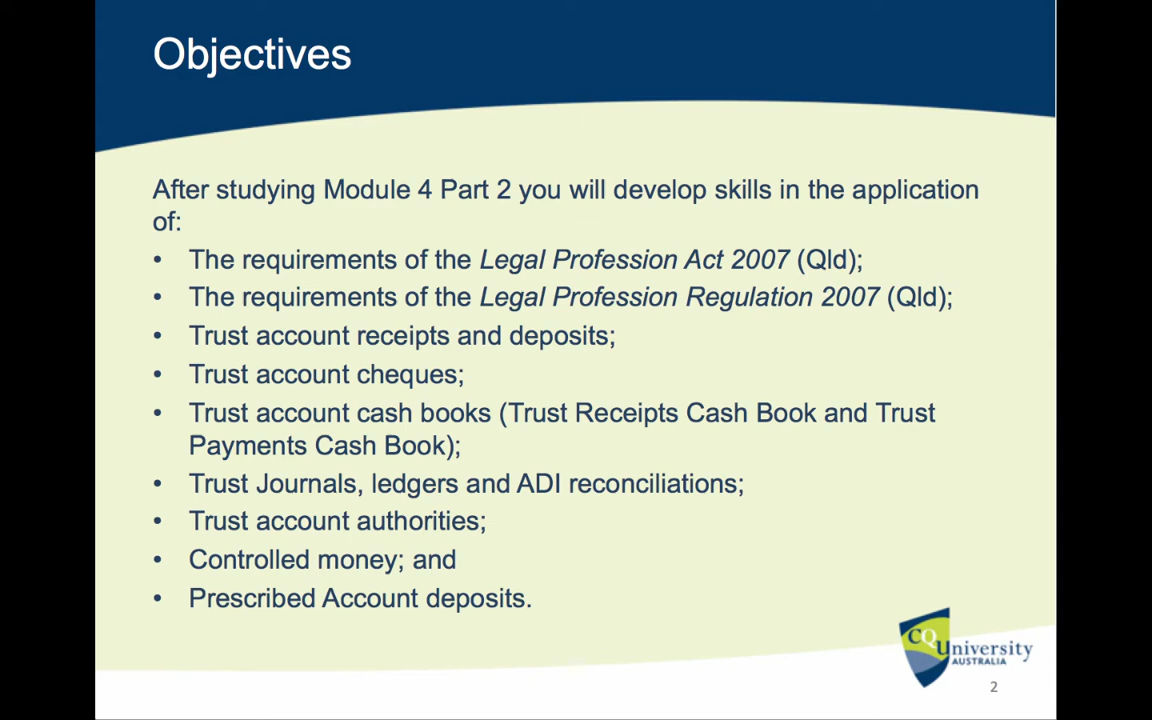 Objectives
After studying Module 4 Part 2 you will develop skills in the application
of:
• The requirements of the Legal Profession Act 2007 (Qld);
• The requirements of the Legal Profession Regulation 2007 (Qld);
• Trust account receipts and deposits;
• Trust account cheques;
• Trust account cash books (Trust Receipts Cash Book and Trust
Payments Cash Book);
• Trust Journals, ledgers and ADI reconciliations;
• Trust account authorities;
• Controlled money; and
• Prescribed Account deposits.
CQUniversity
AUSTRALIA
2